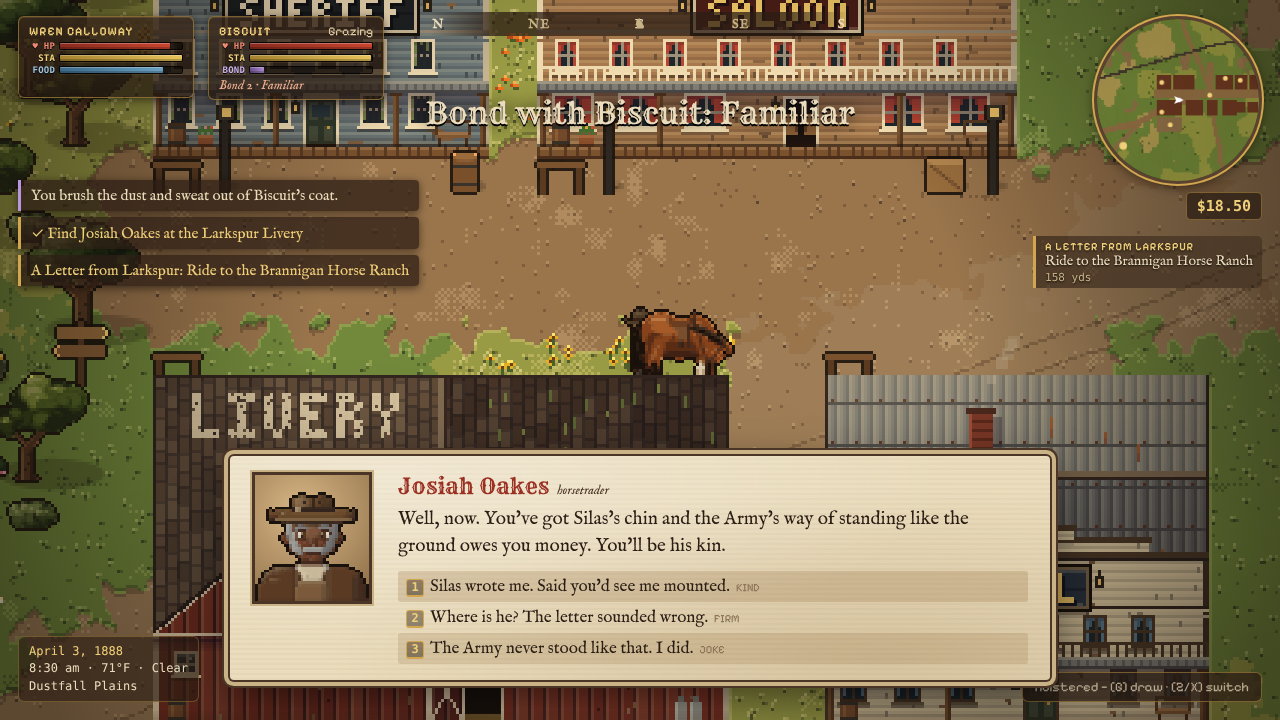 SHERIFF
SALOON
N NE E SE S
WREN CALLOWAY
♥ HP
STA
FOOD
BISCUIT Grazing
♥ HP
STA
BOND
Bond 2 · Familiar
Bond with Biscuit: Familiar
$18.50
You brush the dust and sweat out of Biscuit's coat.
✓ Find Josiah Oakes at the Larkspur Livery
A Letter from Larkspur: Ride to the Brannigan Horse Ranch
A LETTER FROM LARKSPUR
Ride to the Brannigan Horse Ranch
158 yds
LIVERY
Josiah Oakes horsetrader
Well, now. You've got Silas's chin and the Army's way of standing like the
ground owes you money. You'll be his kin.
1 Silas wrote me. Said you'd see me mounted. KIND
2 Where is he? The letter sounded wrong. FIRM
3 The Army never stood like that. I did. JOKE
April 3, 1888
8:30 am · 71°F · Clear
Dustfall Plains
(G) draw · (Z/X) switch